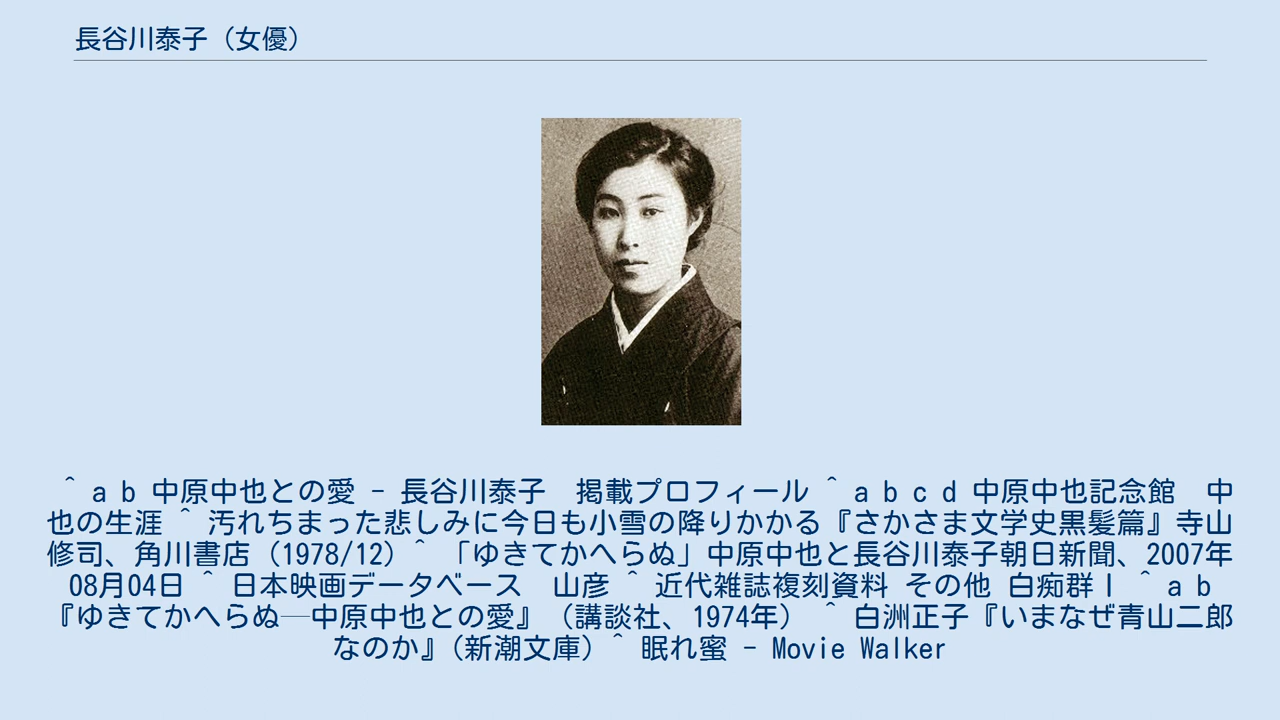 長谷川泰子（女優）
^ a b 中原中也との愛 - 長谷川泰子　掲載プロフィール ^ a b c d 中原中也記念館　中
也の生涯 ^ 汚れちまった悲しみに今日も小雪の降りかかる『さかさま文学史黒髪篇』寺山
修司、角川書店（1978/12）^ 「ゆきてかへらぬ」中原中也と長谷川泰子朝日新聞、2007年
08月04日 ^ 日本映画データベース　山彦 ^ 近代雑誌複刻資料 その他 白痴群Ⅰ ^ a b
『ゆきてかへらぬ―中原中也との愛』（講談社、1974年） ^ 白洲正子『いまなぜ青山二郎
なのか』（新潮文庫）^ 眠れ蜜 - Movie Walker